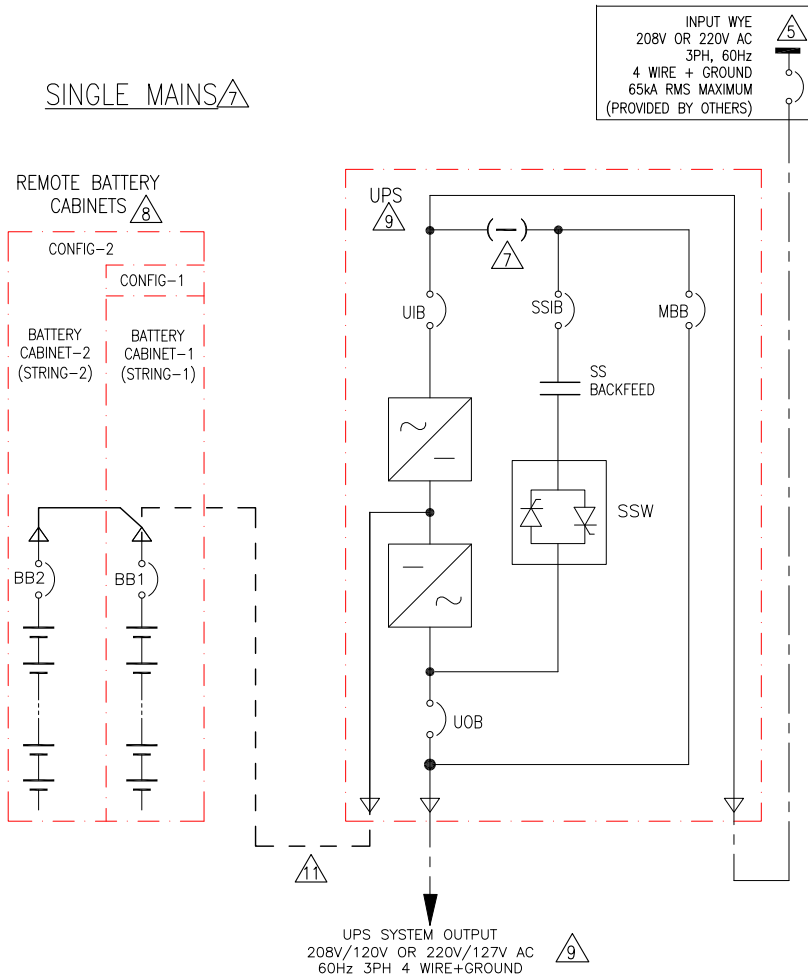 INPUT WYE
208V OR 220V AC
3PH, 60Hz
4 WIRE + GROUND
65kA RMS MAXIMUM
(PROVIDED BY OTHERS)
5
SINGLE MAINS 7
REMOTE BATTERY
CABINETS 8
CONFIG-2
CONFIG-1
BATTERY
CABINET-2
(STRING-2)
BATTERY
CABINET-1
(STRING-1)
BB2
BB1
11
UPS
9
7
UIB
SSIB
MBB
SS
BACKFEED
SSW
UOB
UPS SYSTEM OUTPUT
208V/120V OR 220V/127V AC
60Hz 3PH 4 WIRE+GROUND
9